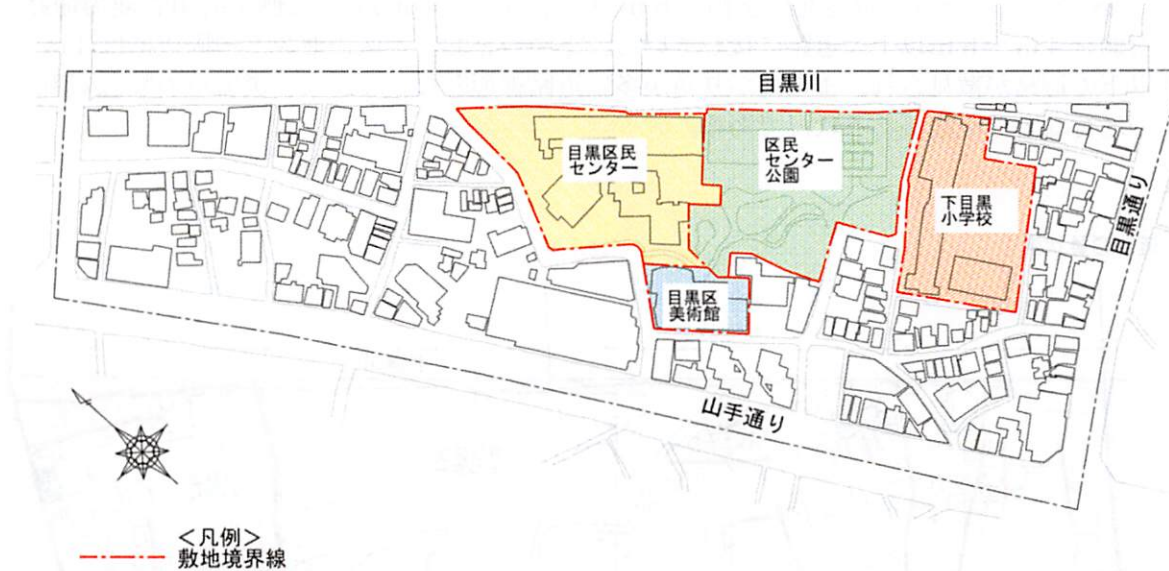 目黒川
目黒区民
センター
区民
センター
公園
下目黒
小学校
目黒通り
目黒区
美術館
山手通り
＜凡例＞
敷地境界線